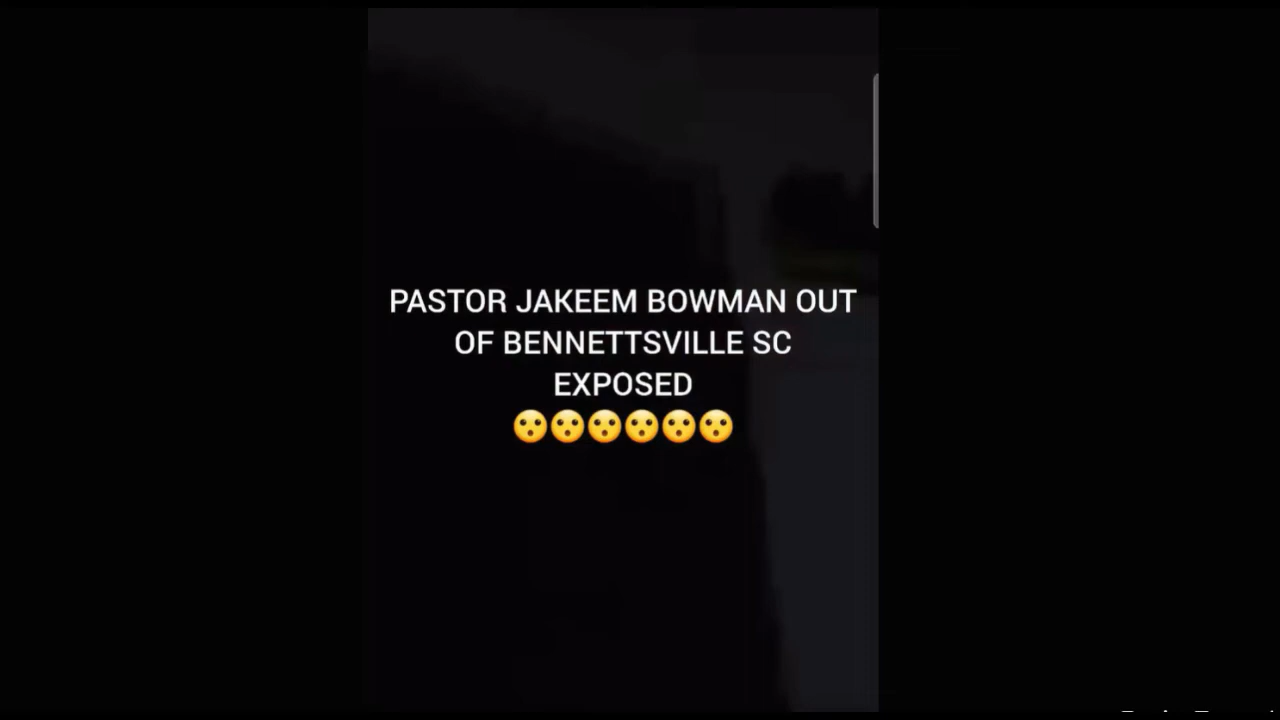 PASTOR JAKEEM BOWMAN OUT
OF BENNETTSVILLE SC
EXPOSED
😯😯😯😯😯😯